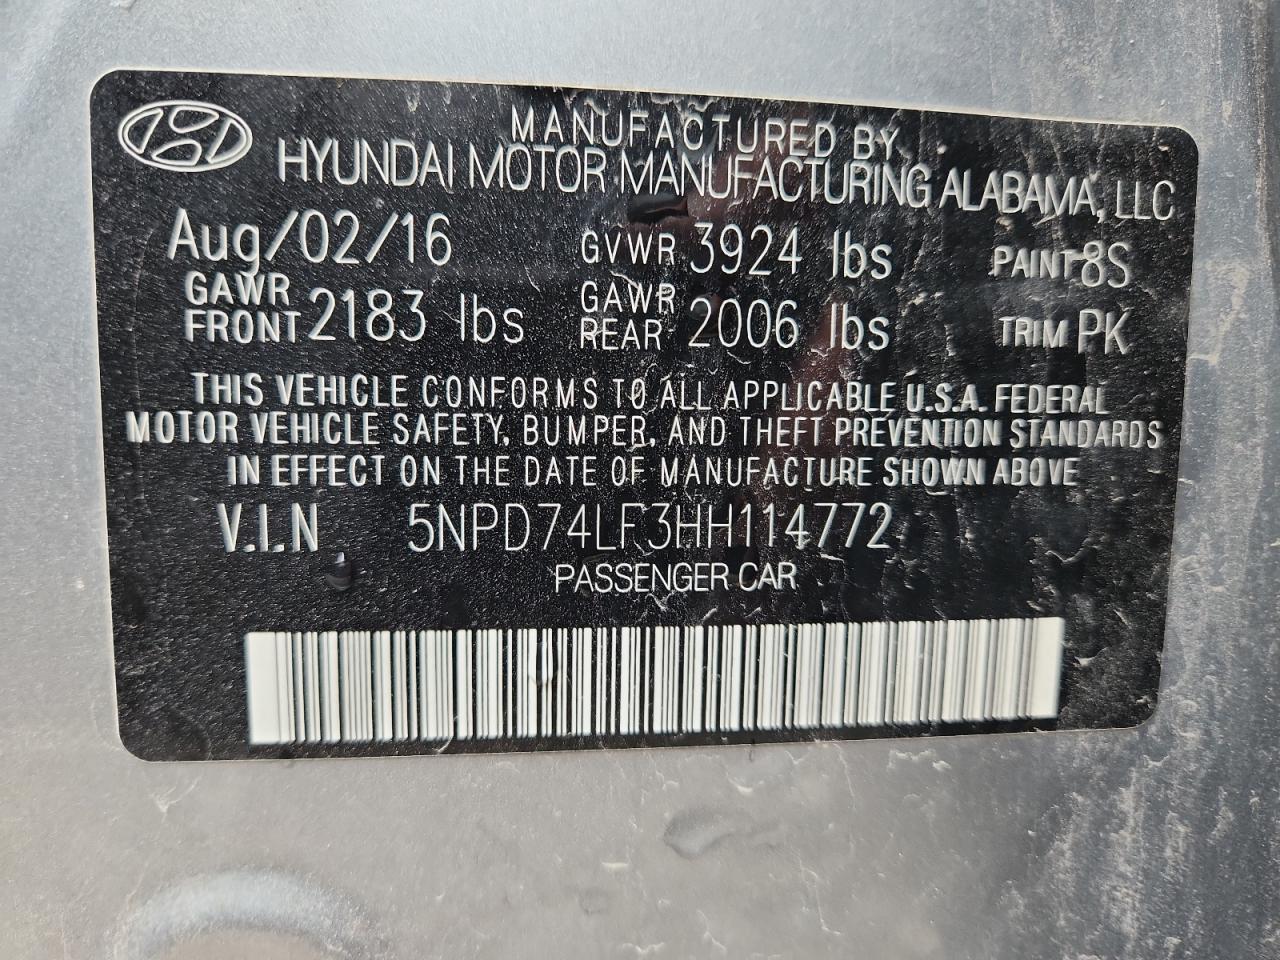 MANUFACTURED BY
HYUNDAI MOTOR MANUFACTURING ALABAMA, LLC
Aug/02/16 GVWR 3924 lbs PAINT 8S
GAWR FRONT 2183 lbs GAWR REAR 2006 lbs TRIM PK
THIS VEHICLE CONFORMS TO ALL APPLICABLE U.S.A. FEDERAL
MOTOR VEHICLE SAFETY, BUMPER, AND THEFT PREVENTION STANDARDS
IN EFFECT ON THE DATE OF MANUFACTURE SHOWN ABOVE
V.I.N 5NPD74LF3HH114772
PASSENGER CAR